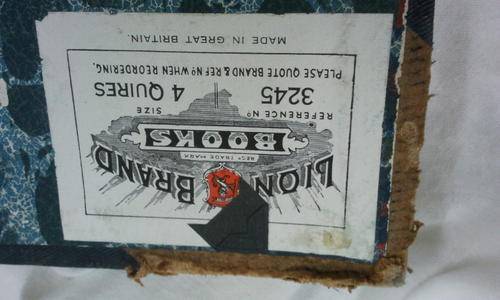 LION BRAND
REGD TRADE MARK
BOOKS
REFERENCE Nº SIZE
3245 4 QUIRES
PLEASE QUOTE BRAND & REF Nº WHEN REORDERING.
MADE IN GREAT BRITAIN.